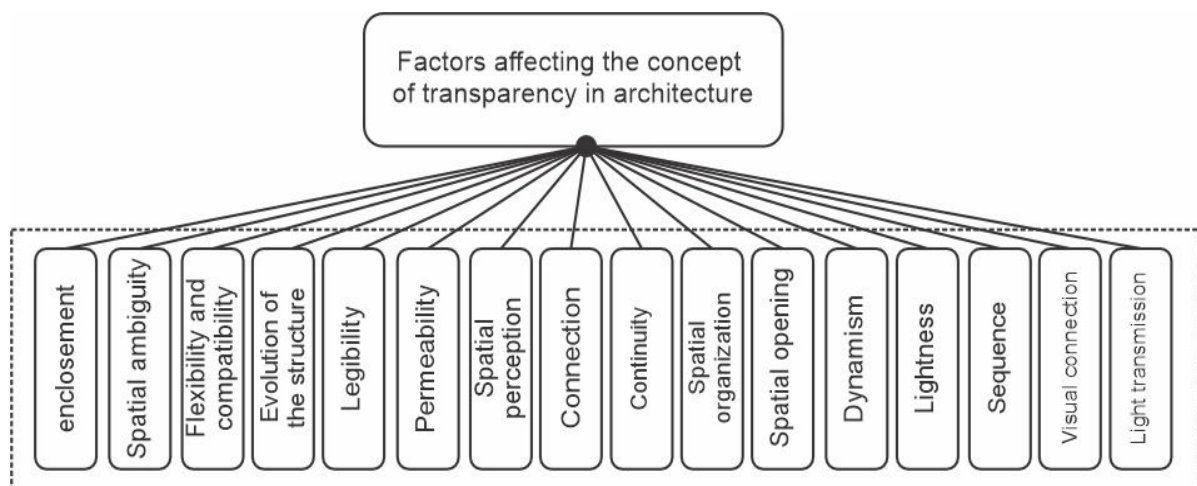 Factors affecting the concept
of transparency in architecture
enclosement
Spatial ambiguity
Flexibility and
compatibility
Evolution of
the structure
Legibility
Permeability
Spatial
perception
Connection
Continuity
Spatial
organization
Spatial opening
Dynamism
Lightness
Sequence
Visual connection
Light transmission